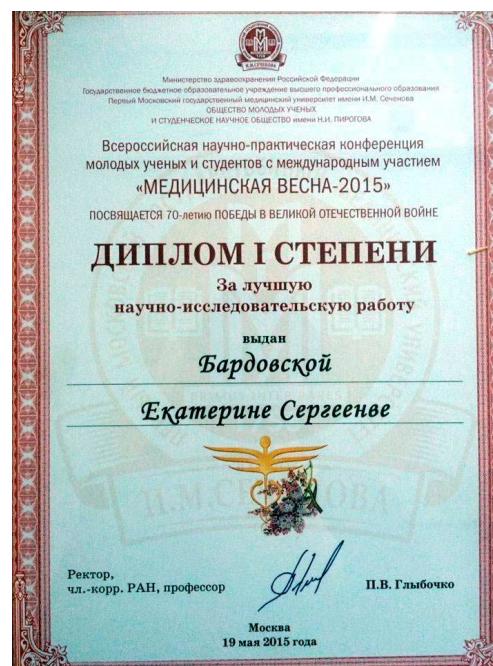 И.М. СЕЧЕНОВА
Министерство здравоохранения Российской Федерации
Государственное бюджетное образовательное учреждение высшего профессионального образования
Первый Московский государственный медицинский университет имени И.М. Сеченова
ОБЩЕСТВО МОЛОДЫХ УЧЕНЫХ
И СТУДЕНЧЕСКОЕ НАУЧНОЕ ОБЩЕСТВО имени Н.И. ПИРОГОВА
Всероссийская научно-практическая конференция
молодых ученых и студентов с международным участием
«МЕДИЦИНСКАЯ ВЕСНА-2015»
ПОСВЯЩАЕТСЯ 70-летию ПОБЕДЫ В ВЕЛИКОЙ ОТЕЧЕСТВЕННОЙ ВОЙНЕ
ДИПЛОМ I СТЕПЕНИ
За лучшую
научно-исследовательскую работу
выдан
Бардовской
Екатерине Сергеенве
И.М.СЕЧЕНОВА
Ректор,
чл.-корр. РАН, профессор
П.В. Глыбочко
Москва
19 мая 2015 года